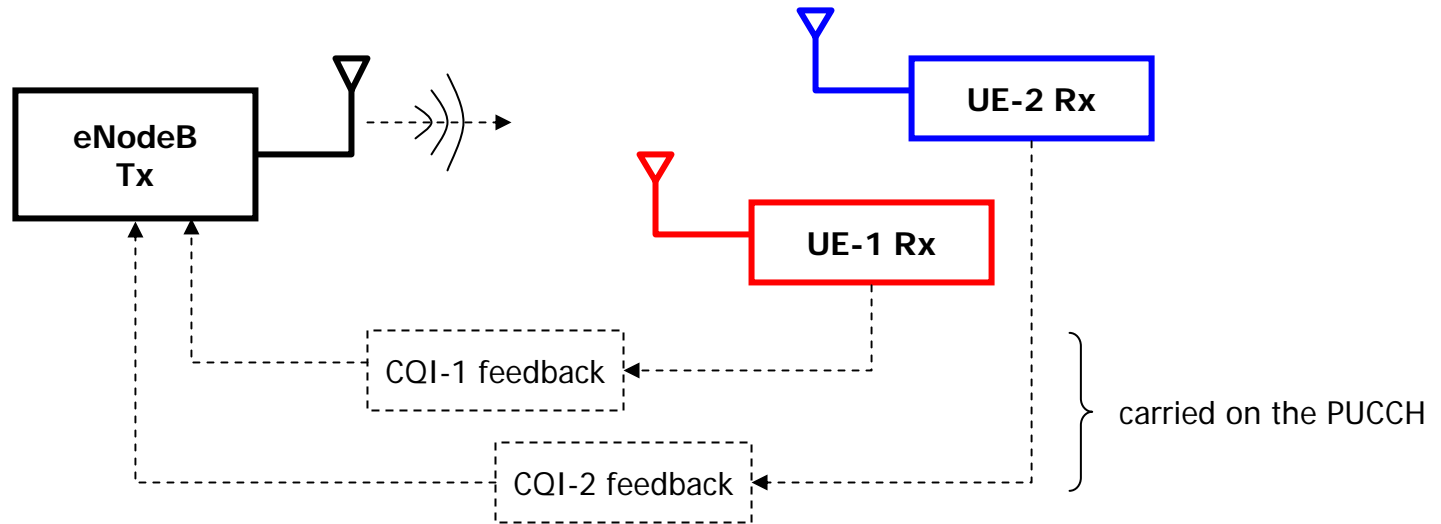 eNodeB
Tx
UE-2 Rx
UE-1 Rx
CQI-1 feedback
carried on the PUCCH
CQI-2 feedback